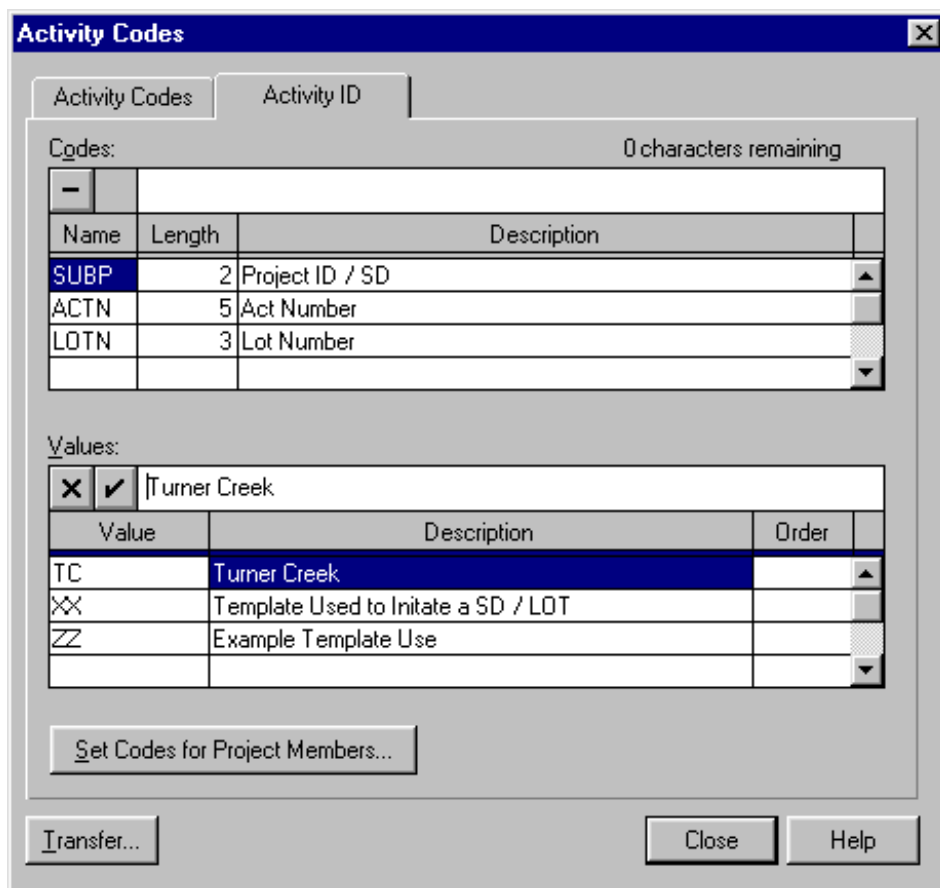 Activity Codes
Activity Codes Activity ID
Codes: 0 characters remaining
Name Length Description
SUBP 2 Project ID / SD
ACTN 5 Act Number
LOTN 3 Lot Number
Values:
Turner Creek
Value Description Order
TC Turner Creek
XX Template Used to Initate a SD / LOT
ZZ Example Template Use
Set Codes for Project Members...
Transfer... Close Help